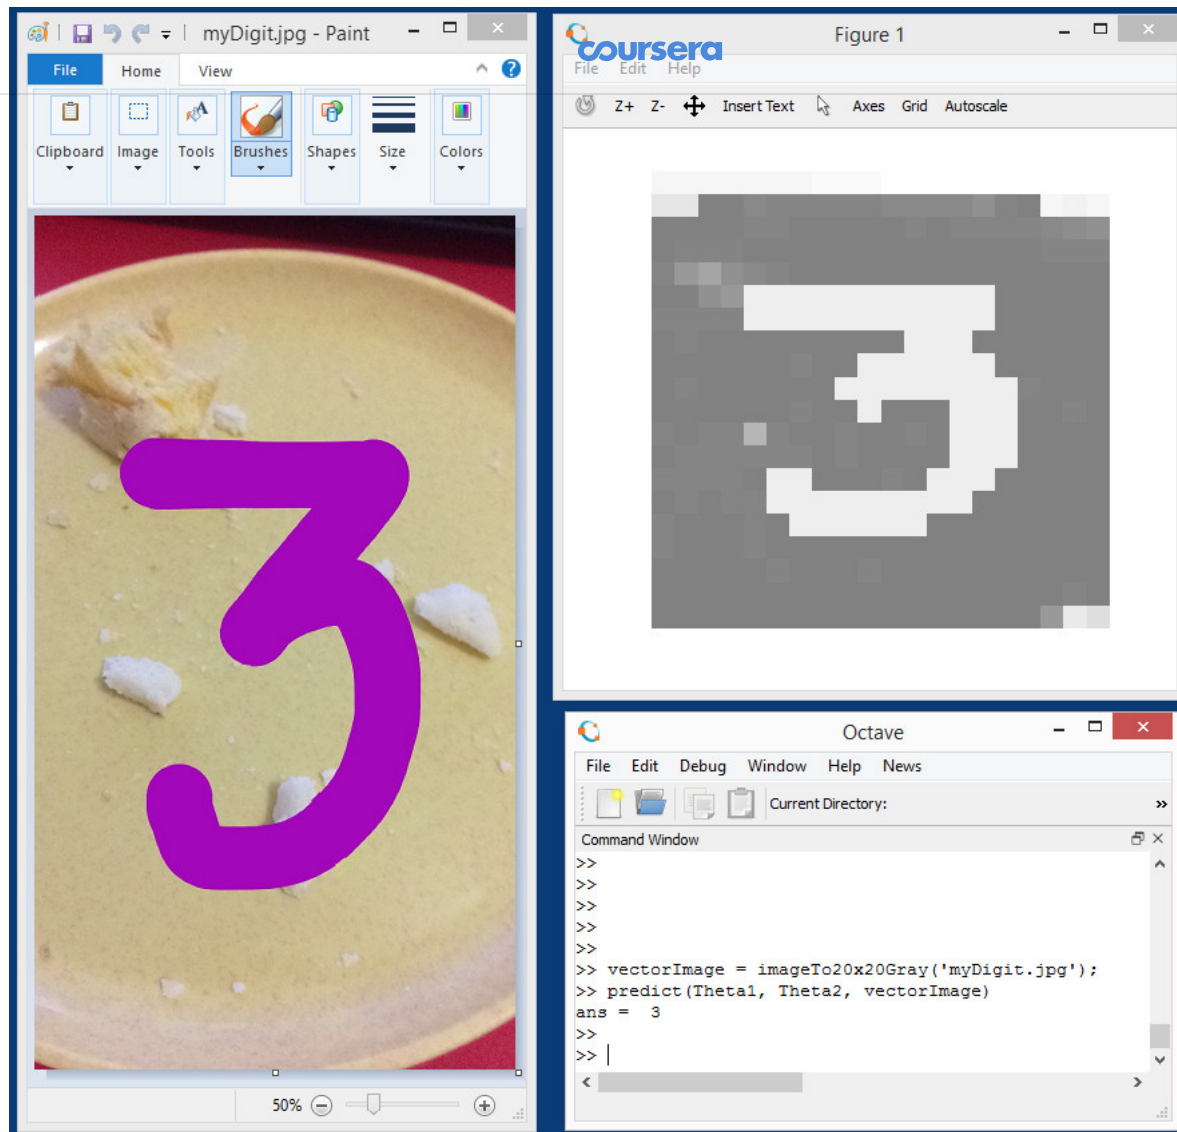 myDigit.jpg - Paint
File Home View
Clipboard Image Tools Brushes Shapes Size Colors
3
50%
Figure 1
coursera
File Edit Help
Z+ Z- Insert Text Axes Grid Autoscale
3
Octave
File Edit Debug Window Help News
Current Directory:
Command Window
>>
>>
>>
>>
>>
>> vectorImage = imageTo20x20Gray('myDigit.jpg');
>> predict(Theta1, Theta2, vectorImage)
ans =  3
>>
>>